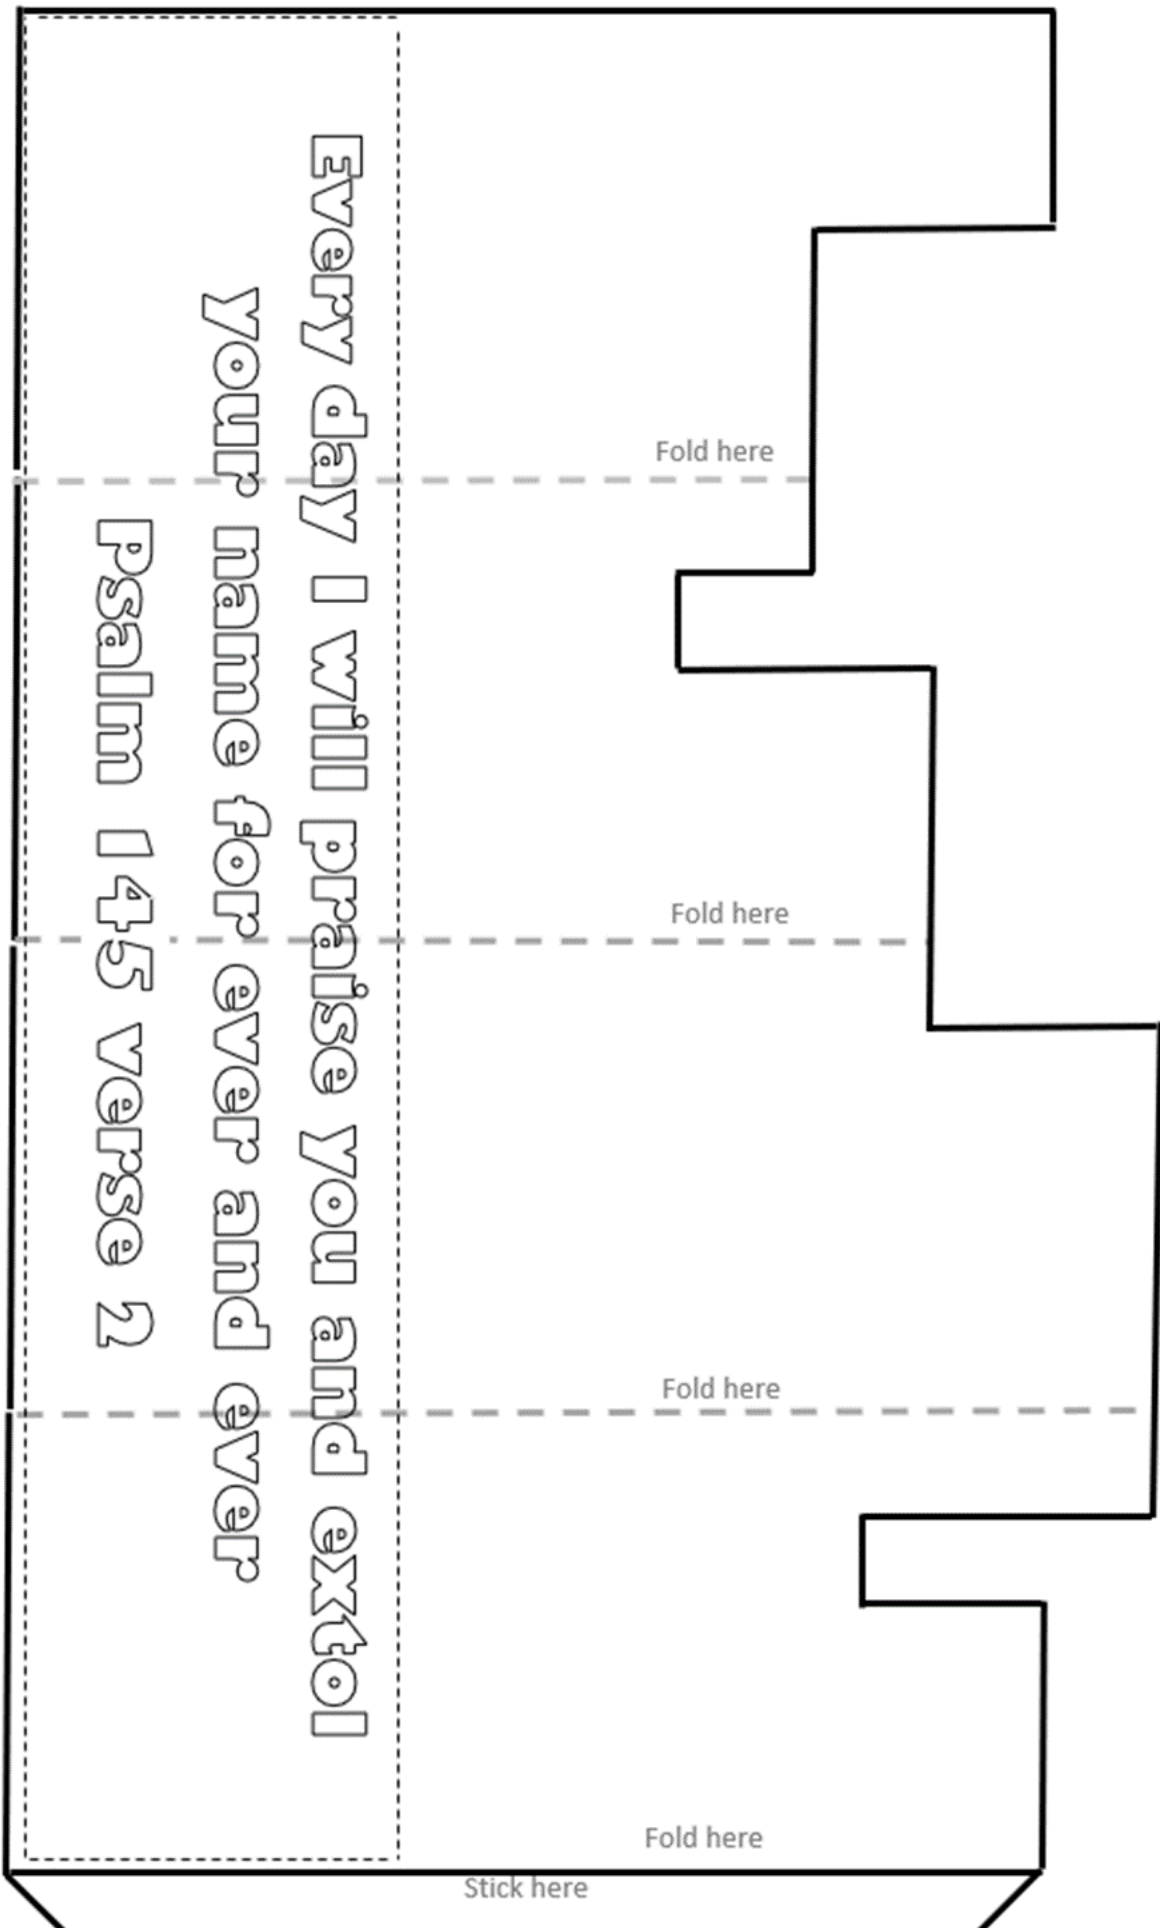 Every day I will praise you and extol
your name for ever and ever
Psalm 145 verse 2
Fold here
Fold here
Fold here
Fold here
Stick here